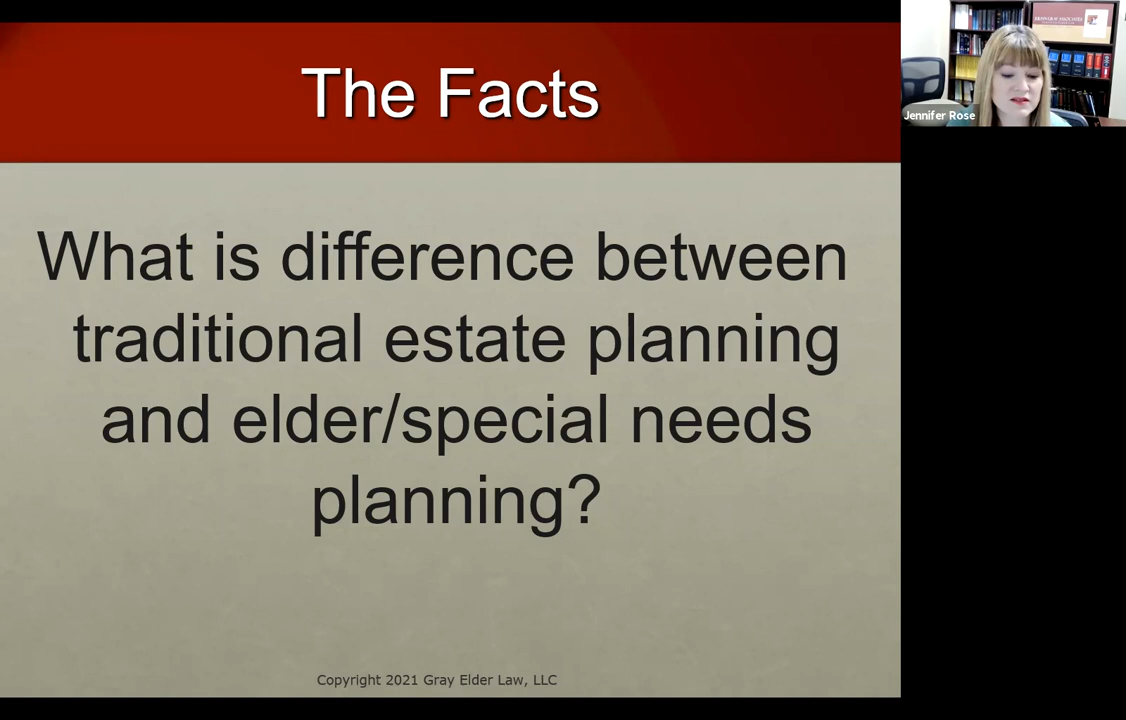 The Facts
What is difference between
traditional estate planning
and elder/special needs
planning?
Copyright 2021 Gray Elder Law, LLC
Jennifer Rose